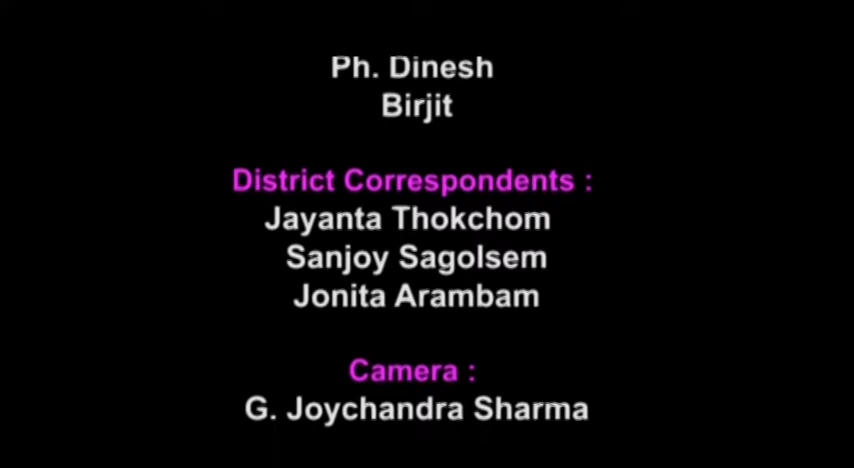 Ph. Dinesh
Birjit
District Correspondents :
Jayanta Thokchom
Sanjoy Sagolsem
Jonita Arambam
Camera :
G. Joychandra Sharma